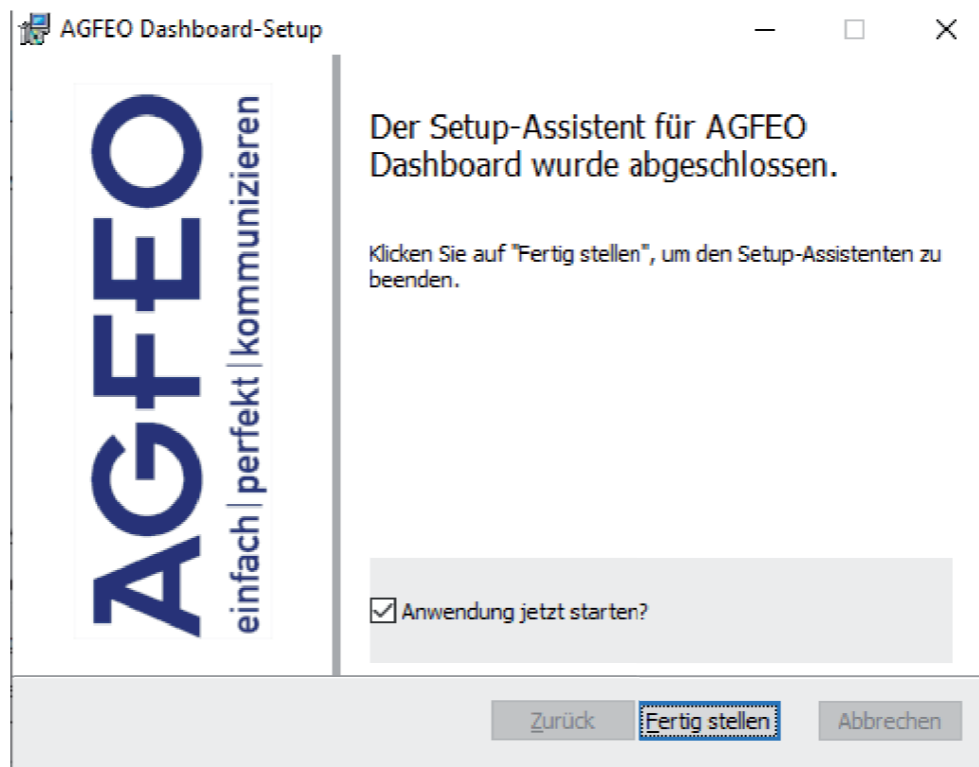 AGFEO Dashboard-Setup
AGFEO
einfach|perfekt|kommunizieren
Der Setup-Assistent für AGFEO
Dashboard wurde abgeschlossen.
Klicken Sie auf "Fertig stellen", um den Setup-Assistenten zu
beenden.
Anwendung jetzt starten?
Zurück
Fertig stellen
Abbrechen